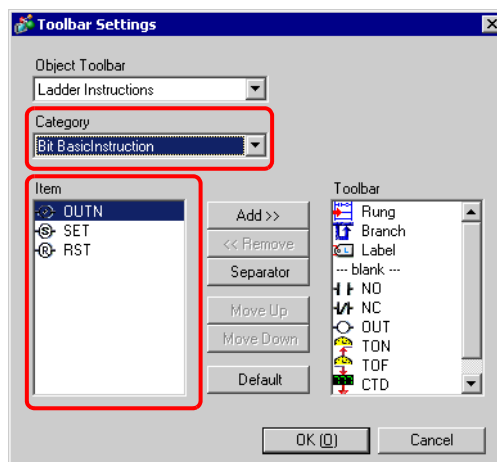 Toolbar Settings
Object Toolbar
Ladder Instructions
Category
Bit BasicInstruction
Item
OUTN
SET
RST
Add >>
<< Remove
Separator
Move Up
Move Down
Default
Toolbar
Rung
Branch
Label
--- blank ---
NO
NC
OUT
TON
TOF
CTD
OK (O)
Cancel